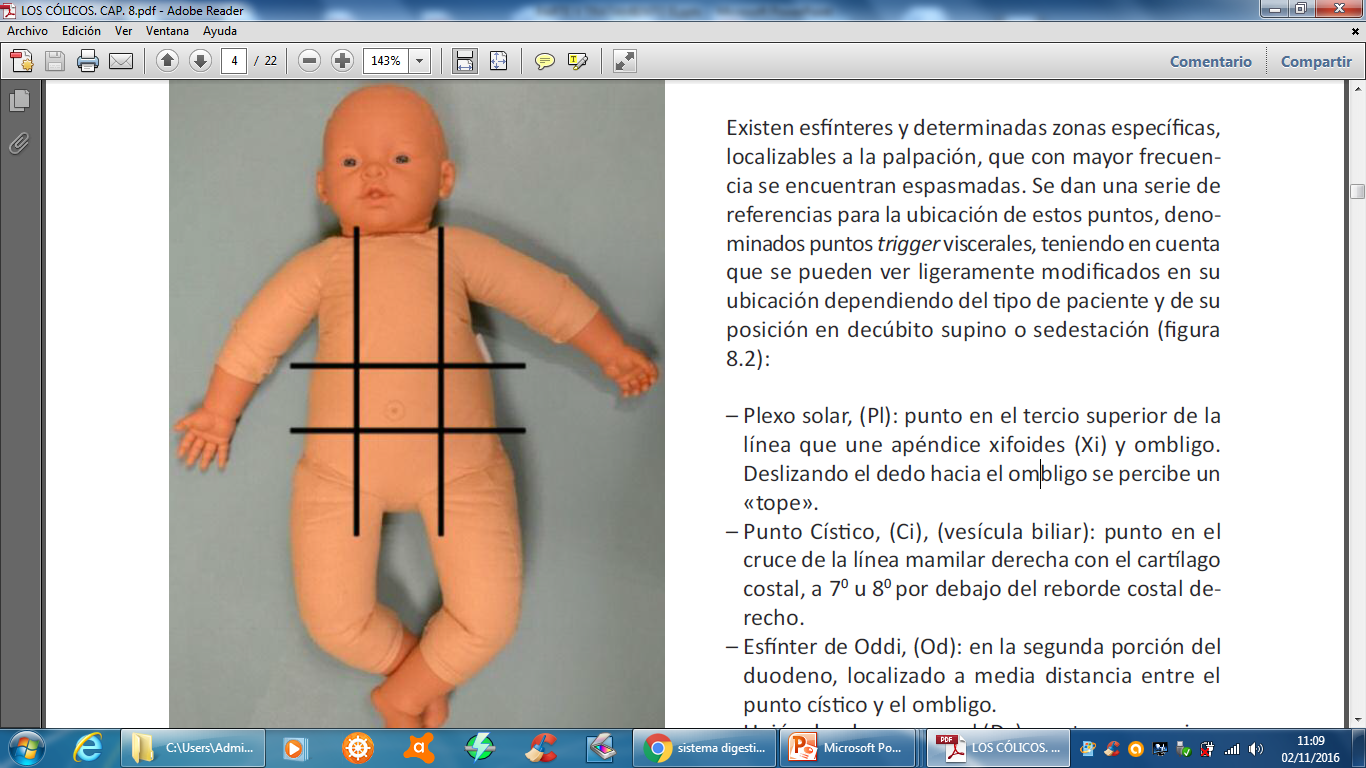 LOS CÓLICOS. CAP. 8.pdf - Adobe Reader
Archivo Edición Ver Ventana Ayuda
4 / 22 143% Comentario Compartir
Existen esfínteres y determinadas zonas específicas,
localizables a la palpación, que con mayor frecuen-
cia se encuentran espasmadas. Se dan una serie de
referencias para la ubicación de estos puntos, deno-
minados puntos trigger viscerales, teniendo en cuenta
que se pueden ver ligeramente modificados en su
ubicación dependiendo del tipo de paciente y de su
posición en decúbito supino o sedestación (figura
8.2):
– Plexo solar, (Pl): punto en el tercio superior de la
línea que une apéndice xifoides (Xi) y ombligo.
Deslizando el dedo hacia el ombligo se percibe un
«tope».
– Punto Cístico, (Ci), (vesícula biliar): punto en el
cruce de la línea mamilar derecha con el cartílago
costal, a 7⁰ u 8⁰ por debajo del reborde costal de-
recho.
– Esfínter de Oddi, (Od): en la segunda porción del
duodeno, localizado a media distancia entre el
punto cístico y el ombligo.
C:\Users\Admi... sistema digesti... Microsoft Po... LOS CÓLICOS. ... 11:09
02/11/2016